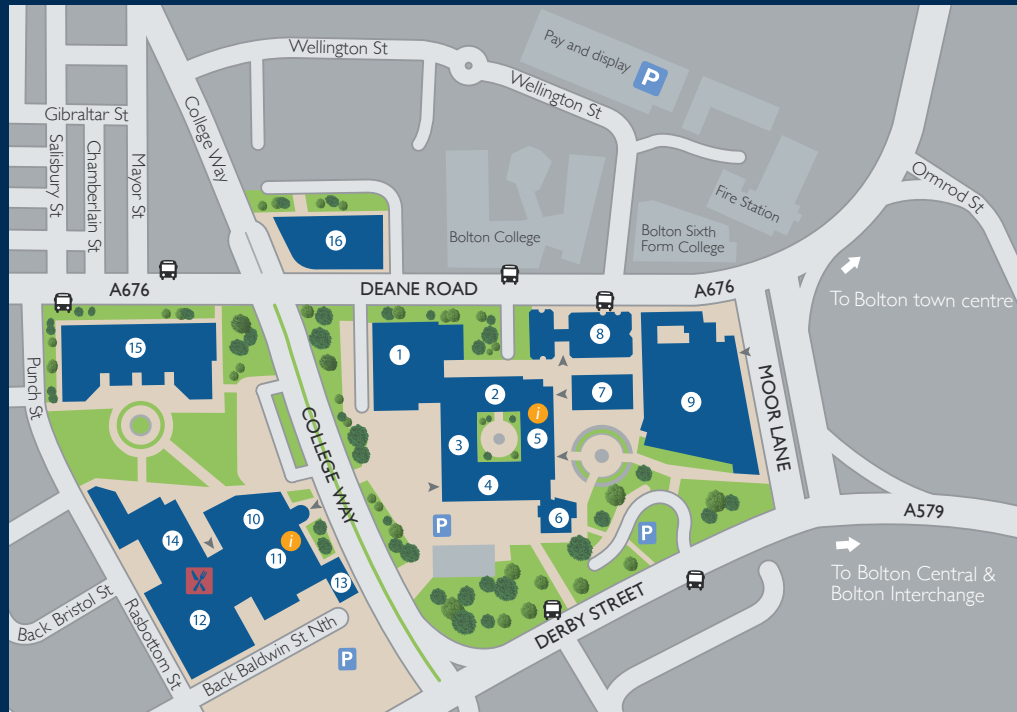 Wellington St
Pay and display
P
Wellington St
College Way
Gibraltar St
Salisbury St
Chamberlain St
Mayor St
Ormrod St
Fire Station
16
Bolton College
Bolton Sixth
Form College
A676
DEANE ROAD
A676
To Bolton town centre
15
1
8
Punch St
2
7
MOOR LANE
9
i
COLLEGE WAY
3
5
4
10
14
i
11
P
6
P
A579
13
12
To Bolton Central &
Bolton Interchange
Back Bristol St
Rasbottom St
Back Baldwin St Nth
DERBY STREET
P